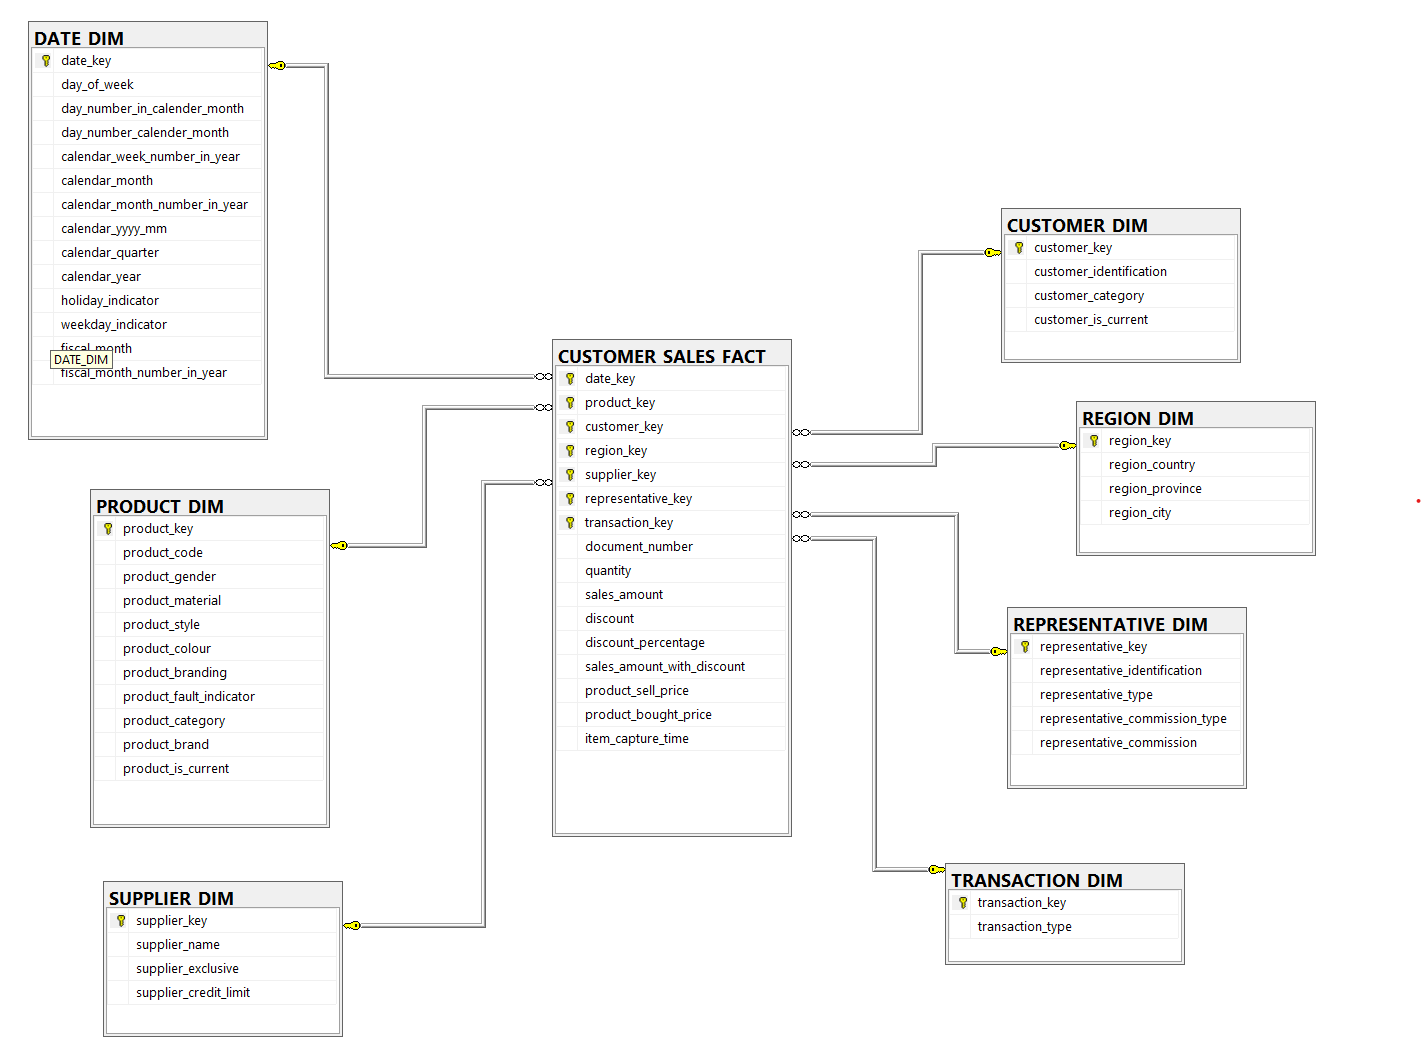 DATE DIM
date_key
day_of_week
day_number_in_calender_month
day_number_calender_month
calendar_week_number_in_year
calendar_month
calendar_month_number_in_year
calendar_yyyy_mm
calendar_quarter
calendar_year
holiday_indicator
weekday_indicator
fiscal_month
DATE_DIM
fiscal_month_number_in_year
PRODUCT DIM
product_key
product_code
product_gender
product_material
product_style
product_colour
product_branding
product_fault_indicator
product_category
product_brand
product_is_current
SUPPLIER DIM
supplier_key
supplier_name
supplier_exclusive
supplier_credit_limit
CUSTOMER SALES FACT
date_key
product_key
customer_key
region_key
supplier_key
representative_key
transaction_key
document_number
quantity
sales_amount
discount
discount_percentage
sales_amount_with_discount
product_sell_price
product_bought_price
item_capture_time
CUSTOMER DIM
customer_key
customer_identification
customer_category
customer_is_current
REGION DIM
region_key
region_country
region_province
region_city
REPRESENTATIVE DIM
representative_key
representative_identification
representative_type
representative_commission_type
representative_commission
TRANSACTION DIM
transaction_key
transaction_type